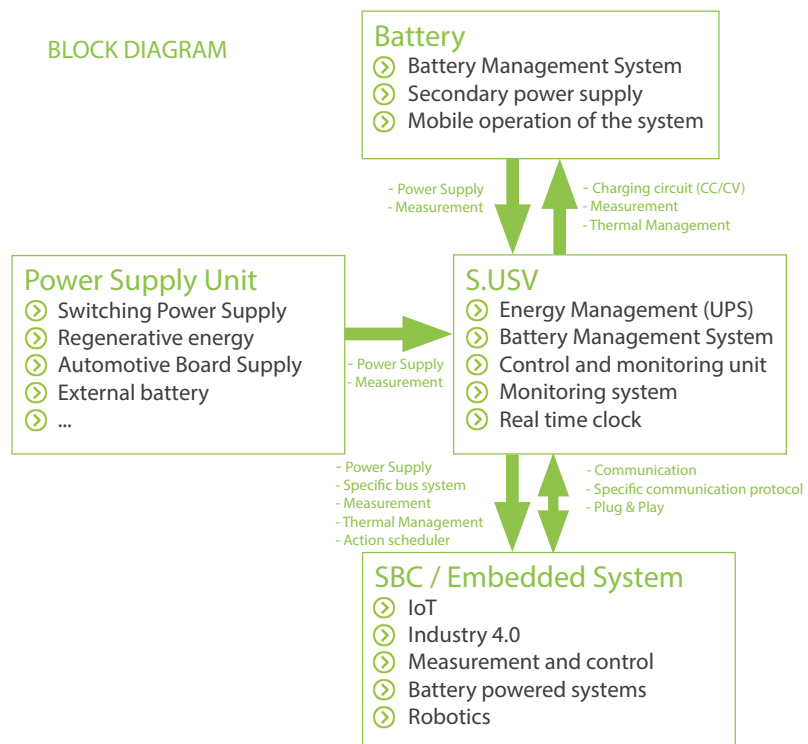 BLOCK DIAGRAM
Battery
Battery Management System
Secondary power supply
Mobile operation of the system
- Power Supply
- Measurement
- Charging circuit (CC/CV)
- Measurement
- Thermal Management
Power Supply Unit
Switching Power Supply
Regenerative energy
Automotive Board Supply
External battery
...
- Power Supply
- Measurement
S.USV
Energy Management (UPS)
Battery Management System
Control and monitoring unit
Monitoring system
Real time clock
- Power Supply
- Specific bus system
- Measurement
- Thermal Management
- Action scheduler
- Communication
- Specific communication protocol
- Plug & Play
SBC / Embedded System
IoT
Industry 4.0
Measurement and control
Battery powered systems
Robotics